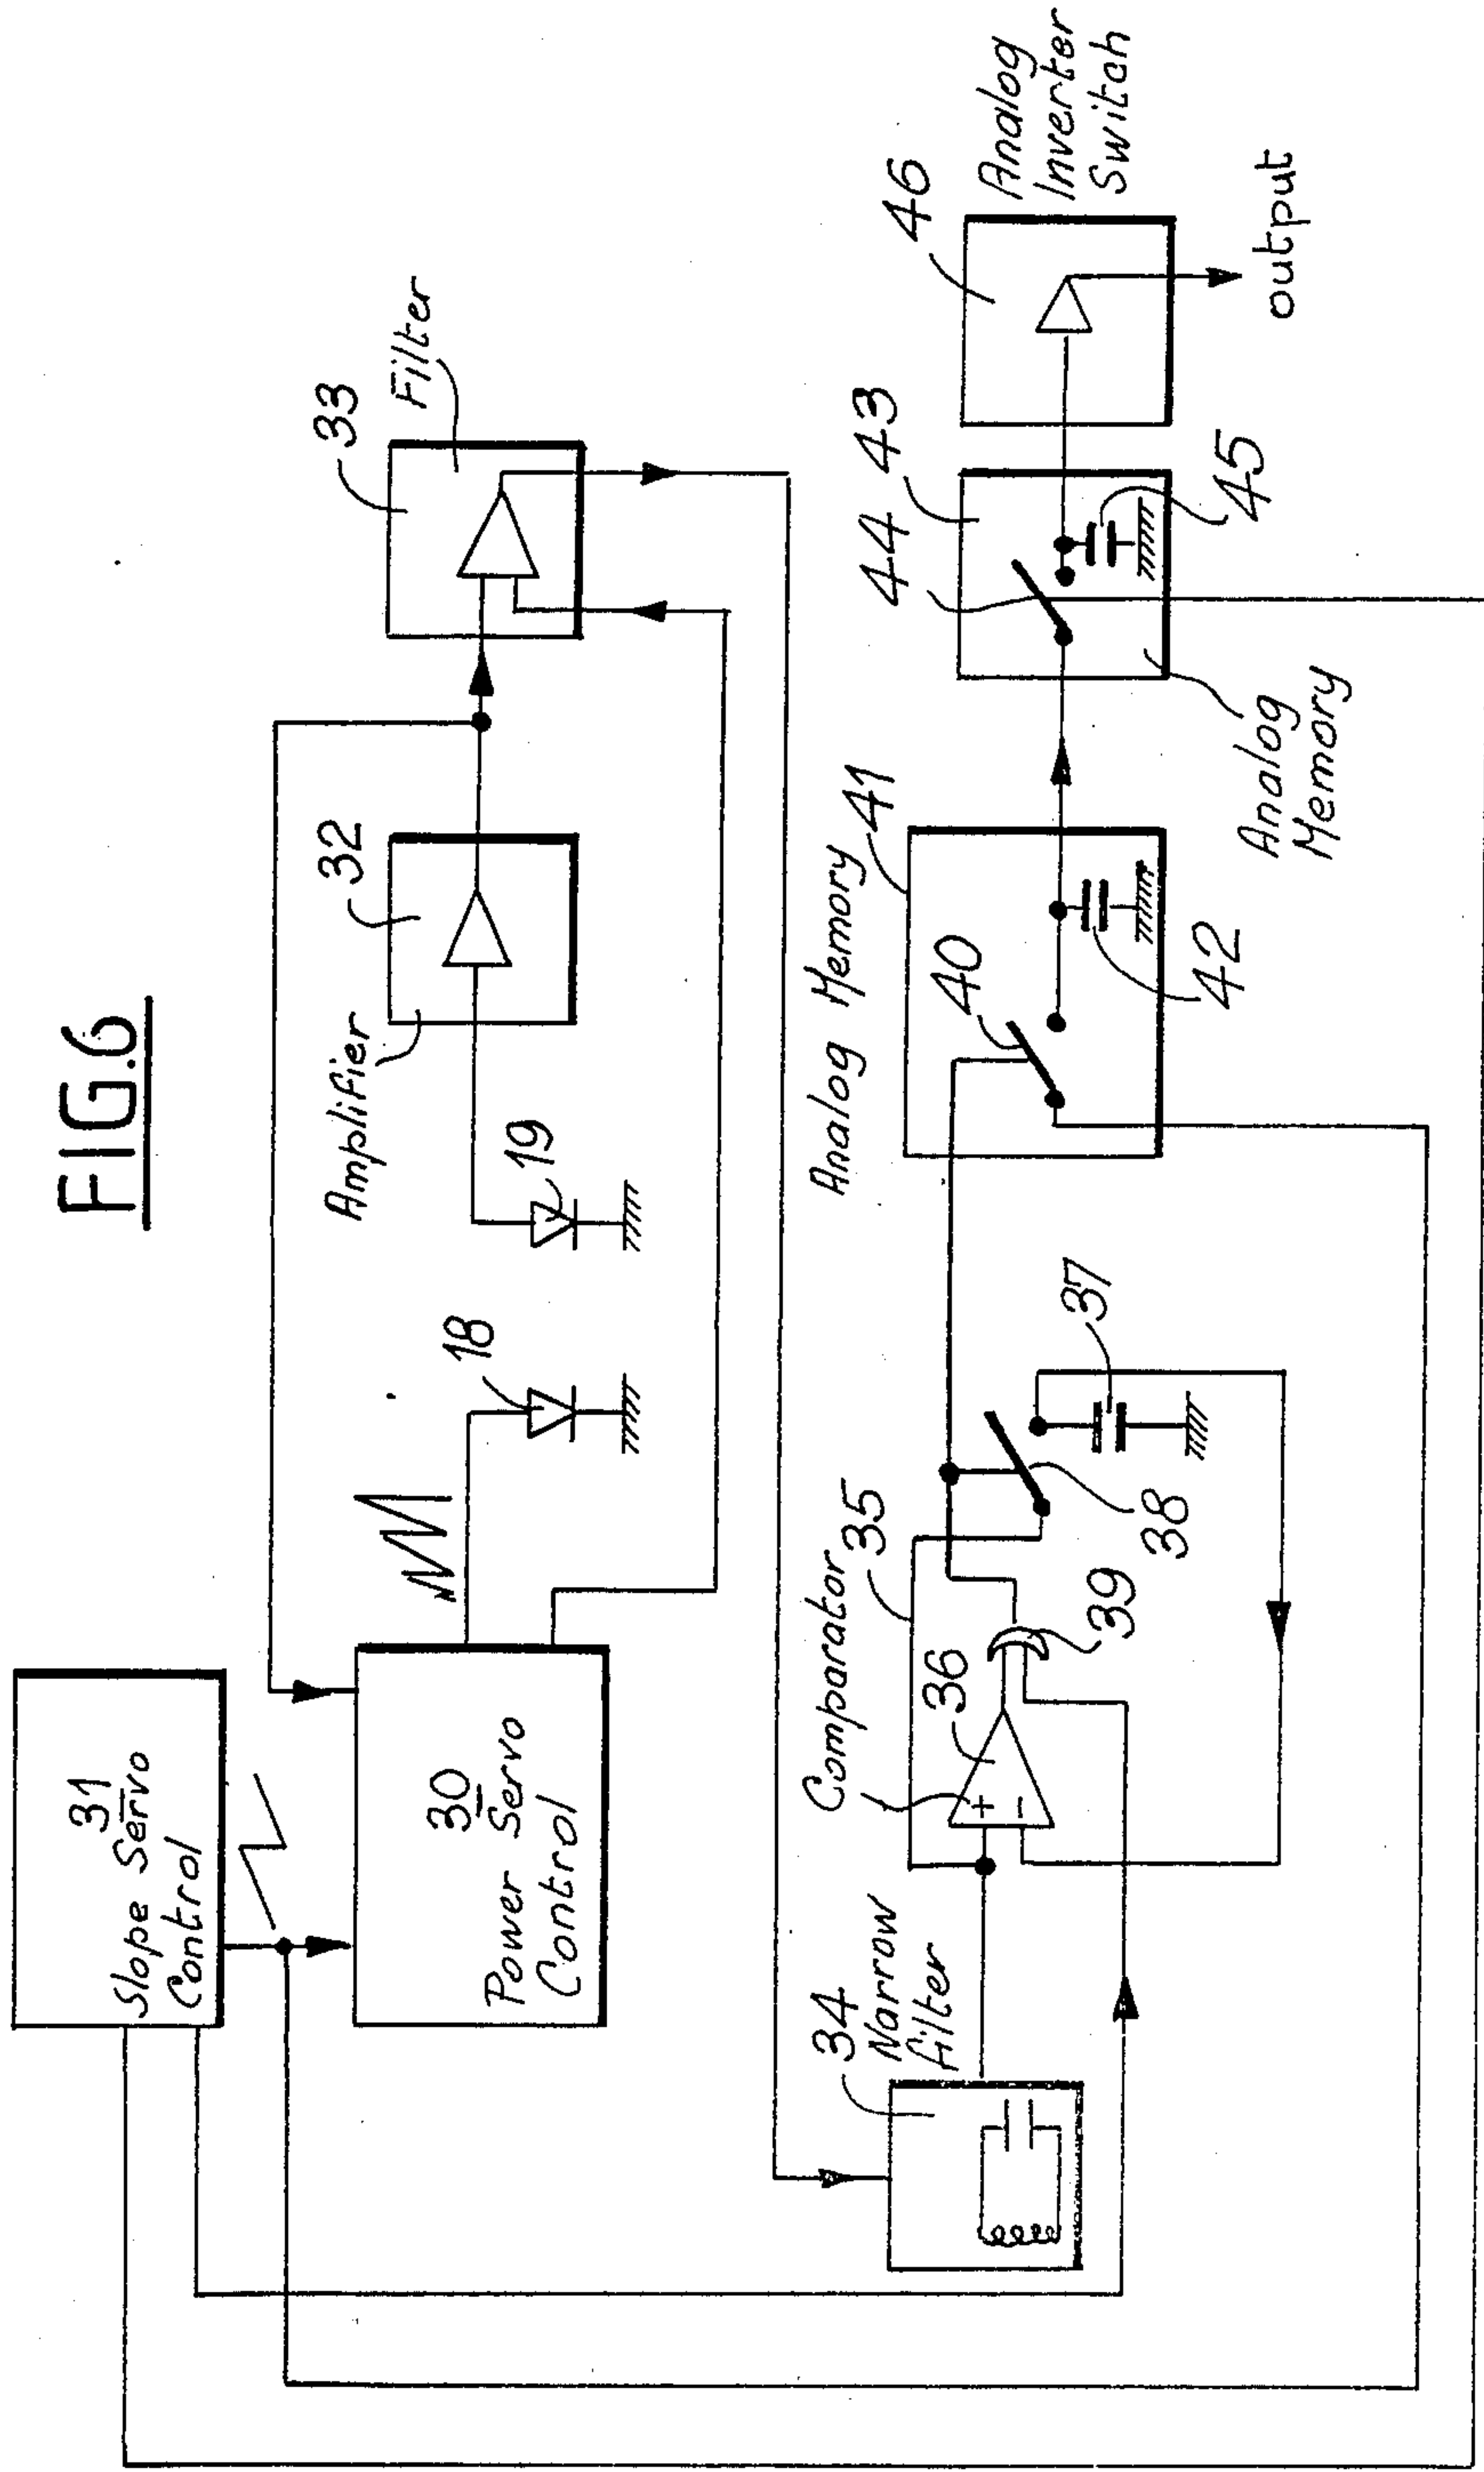 FIG.6
31
Slope Servo
Control
30
Power Servo
Control
18
19
Amplifier
32
33
Filter
34
Narrow
filter
Comparator
35
36
39
38
37
Analog Memory
41
40
42
44
43
45
Analog
Memory
46
Analog
Inverter
Switch
output